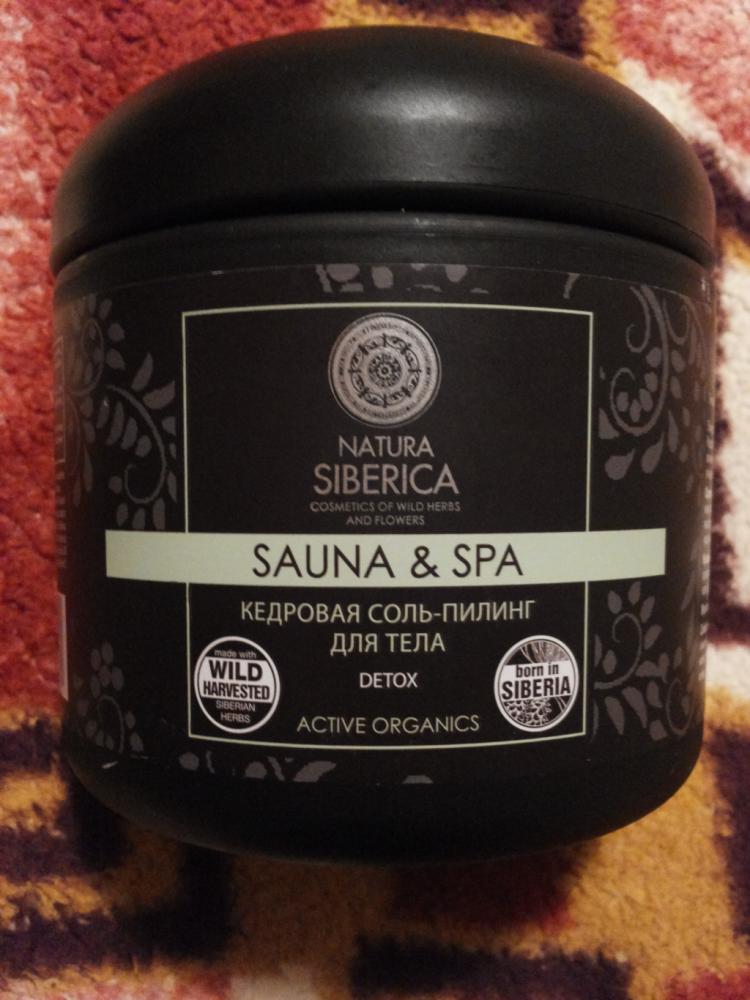 NATURA
SIBERICA
COSMETICS OF WILD HERBS
AND FLOWERS
SAUNA & SPA
КЕДРОВАЯ СОЛЬ-ПИЛИНГ
ДЛЯ ТЕЛА
DETOX
ACTIVE ORGANICS
made with
WILD
HARVESTED
SIBERIAN
HERBS
born in
SIBERIA